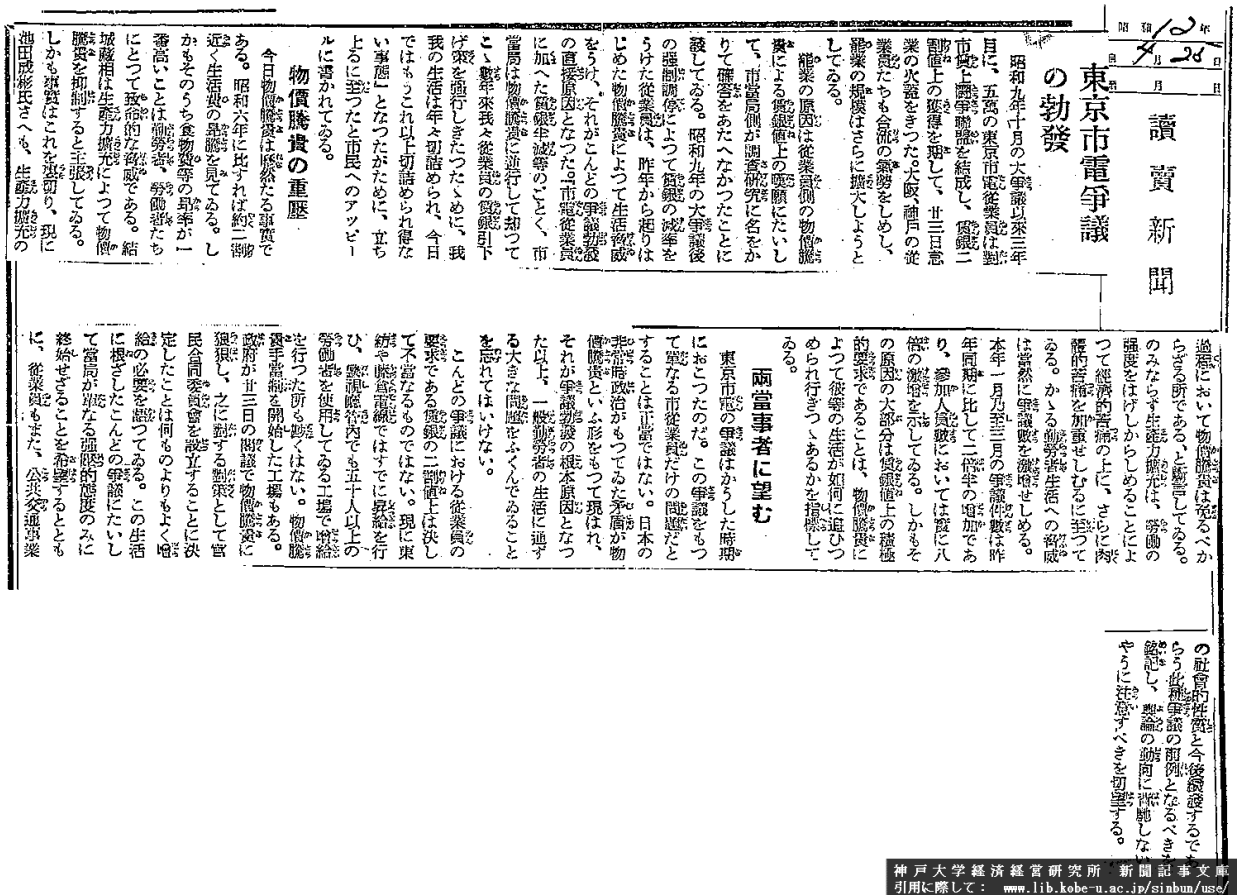 昭和12年
4月25日
月 日
讀賣新聞
東京市電爭議
の勃發
昭和九年十月の大爭議以來三年
目に、五萬の東京市電從業員は對
市賃上鬪爭聯盟を結成し、賃銀二
割値上の獲得を期して、廿三日怠
業の火蓋をきつた。大阪、神戸の從
業員たちも合流の氣勢をしめし、
罷業の規模はさらに擴大しようと
してゐる。
罷業の原因は從業員側の物價騰
貴による賃銀値上の嘆願にたいし
て、市當局側が調査研究に名をか
りて確答をあたへなかつたことに
發してゐる。昭和九年の大爭議後
の强制調停によつて賃銀の減率を
うけた從業員は、昨年から起りは
じめた物價騰貴によつて生活脅威
をうけ、それがこんどの爭議勃發
の直接原因となつた。『市電從業員
に加へた賃銀半減等のごとく、市
當局は物價騰貴に逆行して却つて
こゝ數年來我々從業員の賃銀引下
げ策を强行しきたつたゝめに、我
我の生活は年々切詰められ、今日
ではもうこれ以上切詰められ得な
い事態』となつたがために、立ち
上るに至つたと市民へのアッピー
ルに書かれてゐる。
物價騰貴の重壓
今日物價騰貴は厖然たる事實で
ある。昭和六年に比すれば約二割
近く生活費の昂騰を見てゐる。し
かもそのうち食物費等の昂率が一
番高いことは勤勞者、勞働者たち
にとつて致命的な脅威である。結
城藏相は生產力擴充によつて物價
騰貴を抑制すると主張してゐる。
しかも事實はこれを裏切り、現に
池田成彬氏さへも、生產力擴充の
過程において物價騰貴は免るべか
らざる所である、と斷言してゐる。
のみならず生產力擴充は、勞働の
强度をはげしからしめることによ
つて經濟的苦痛の上に、さらに肉
體的苦痛を加重せしむるに至つて
ゐる。かゝる勤勞者生活への脅威
は當然に爭議數を激增せしめる。
本年一月乃至三月の爭議件數は昨
年同期に比して二倍半の增加であ
り、參加人員數においては實に八
倍の激增を示してゐる。しかもそ
の原因の大部分は賃銀値上の積極
的要求であることは、物價騰貴に
よつて彼等の生活が如何に追ひつ
められ行きつゝあるかを指標して
ゐる。
兩當事者に望む
東京市電の爭議はかうした時期
におこつたのだ。この爭議をもつ
て單なる市從業員だけの問題だと
することは正當ではない。日本の
非常時政治がもつてゐた矛盾が物
價騰貴といふ形をもつて現はれ、
それが爭議勃發の根本原因となつ
た以上、一般勤勞者の生活に通ず
る大きな問題をふくんでゐること
を忘れてはいけない。
こんどの爭議における從業員の
要求である賃銀の二割値上は決し
て不當なるものではない。現に東
紡や騰倉電線ではすでに昇給を行
ひ、警視廳管內でも五十人以上の
勞働者を使用してゐる工場で增給
を行つた所も尠くはない。物價騰
貴手當制を開始した工場もある。
政府が廿三日の閣議で物價騰貴に
狼狽し、之に對する對策として官
民合同委員會を設立することに決
定したことは何ものよりもよく增
給の必要を語つてゐる。この生活
に根ざしたこんどの爭議にたいし
て當局が單なる强壓的態度のみに
終始せざることを希望するととも
に、從業員もまた、公共交通事業
の社會的性質と今後續發するであ
らう此種爭議の前例となるべきを
銘記し、輿論の動向に背馳しない
やうに注意すべきを切望する。
神戸大学経済経営研究所 新聞記事文庫
引用に際して： www.lib.kobe-u.ac.jp/sinbun/use/